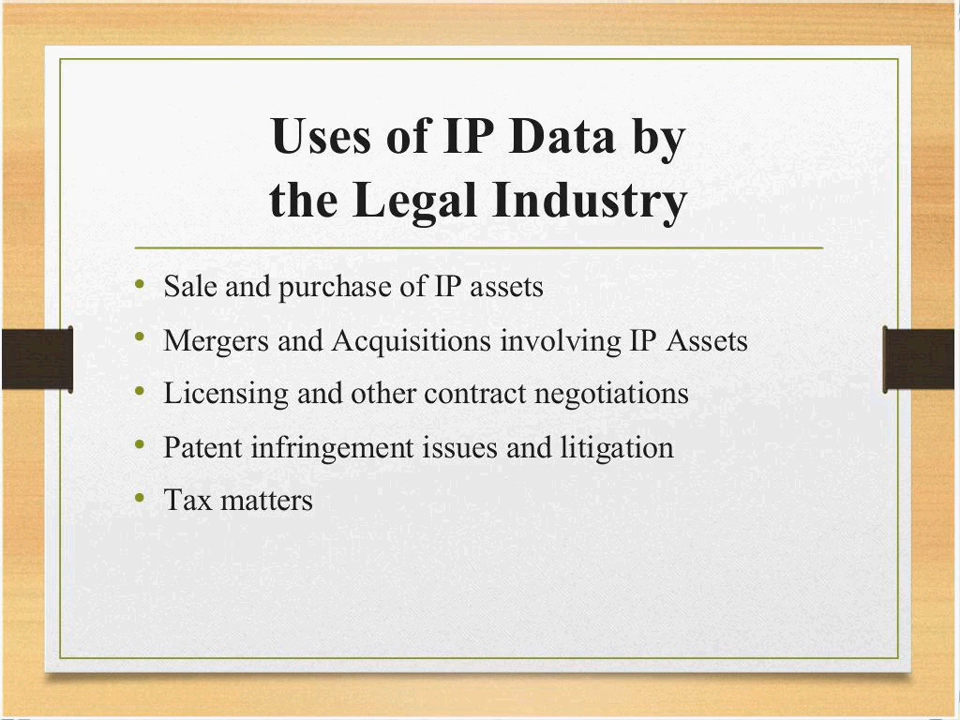 Uses of IP Data by
the Legal Industry
• Sale and purchase of IP assets
• Mergers and Acquisitions involving IP Assets
• Licensing and other contract negotiations
• Patent infringement issues and litigation
• Tax matters